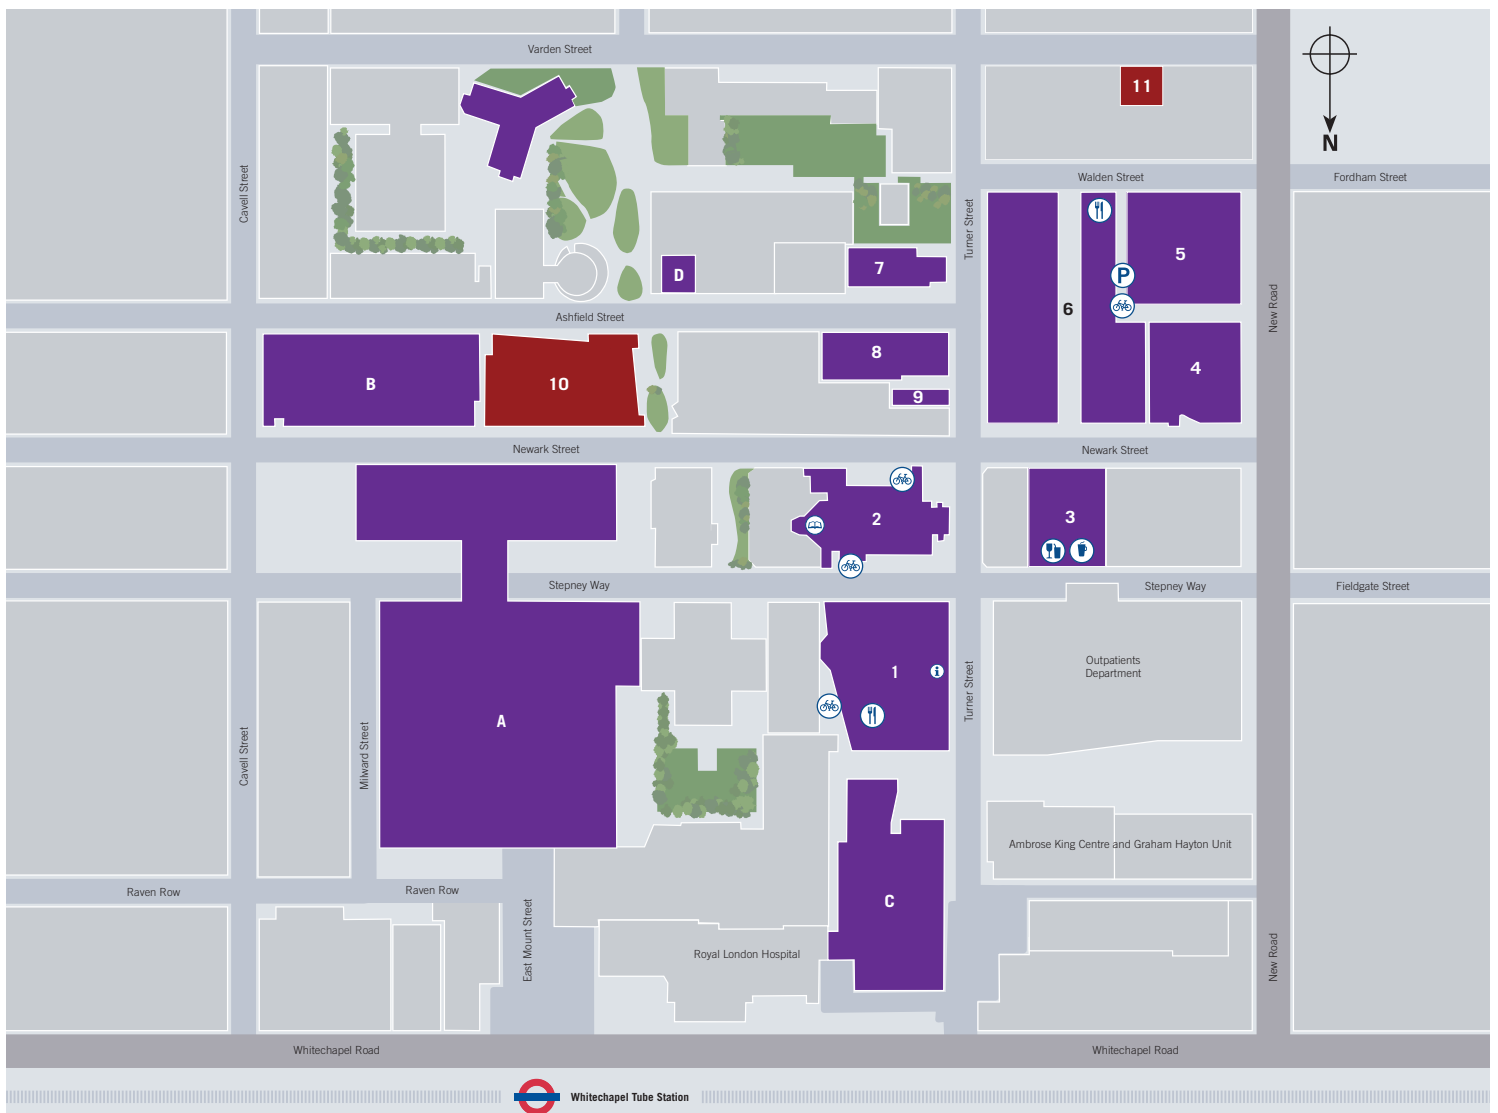 Varden Street
11
N
Cavell Street
Turner Street
Walden Street
Fordham Street
5
P
D
7
6
New Road
Ashfield Street
B
10
8
9
4
Newark Street
Newark Street
2
3
Stepney Way
Stepney Way
Fieldgate Street
1
i
Outpatients
Department
Turner Street
A
Cavell Street
Milward Street
Ambrose King Centre and Graham Hayton Unit
Raven Row
Raven Row
C
East Mount Street
Royal London Hospital
New Road
Whitechapel Road
Whitechapel Road
Whitechapel Tube Station